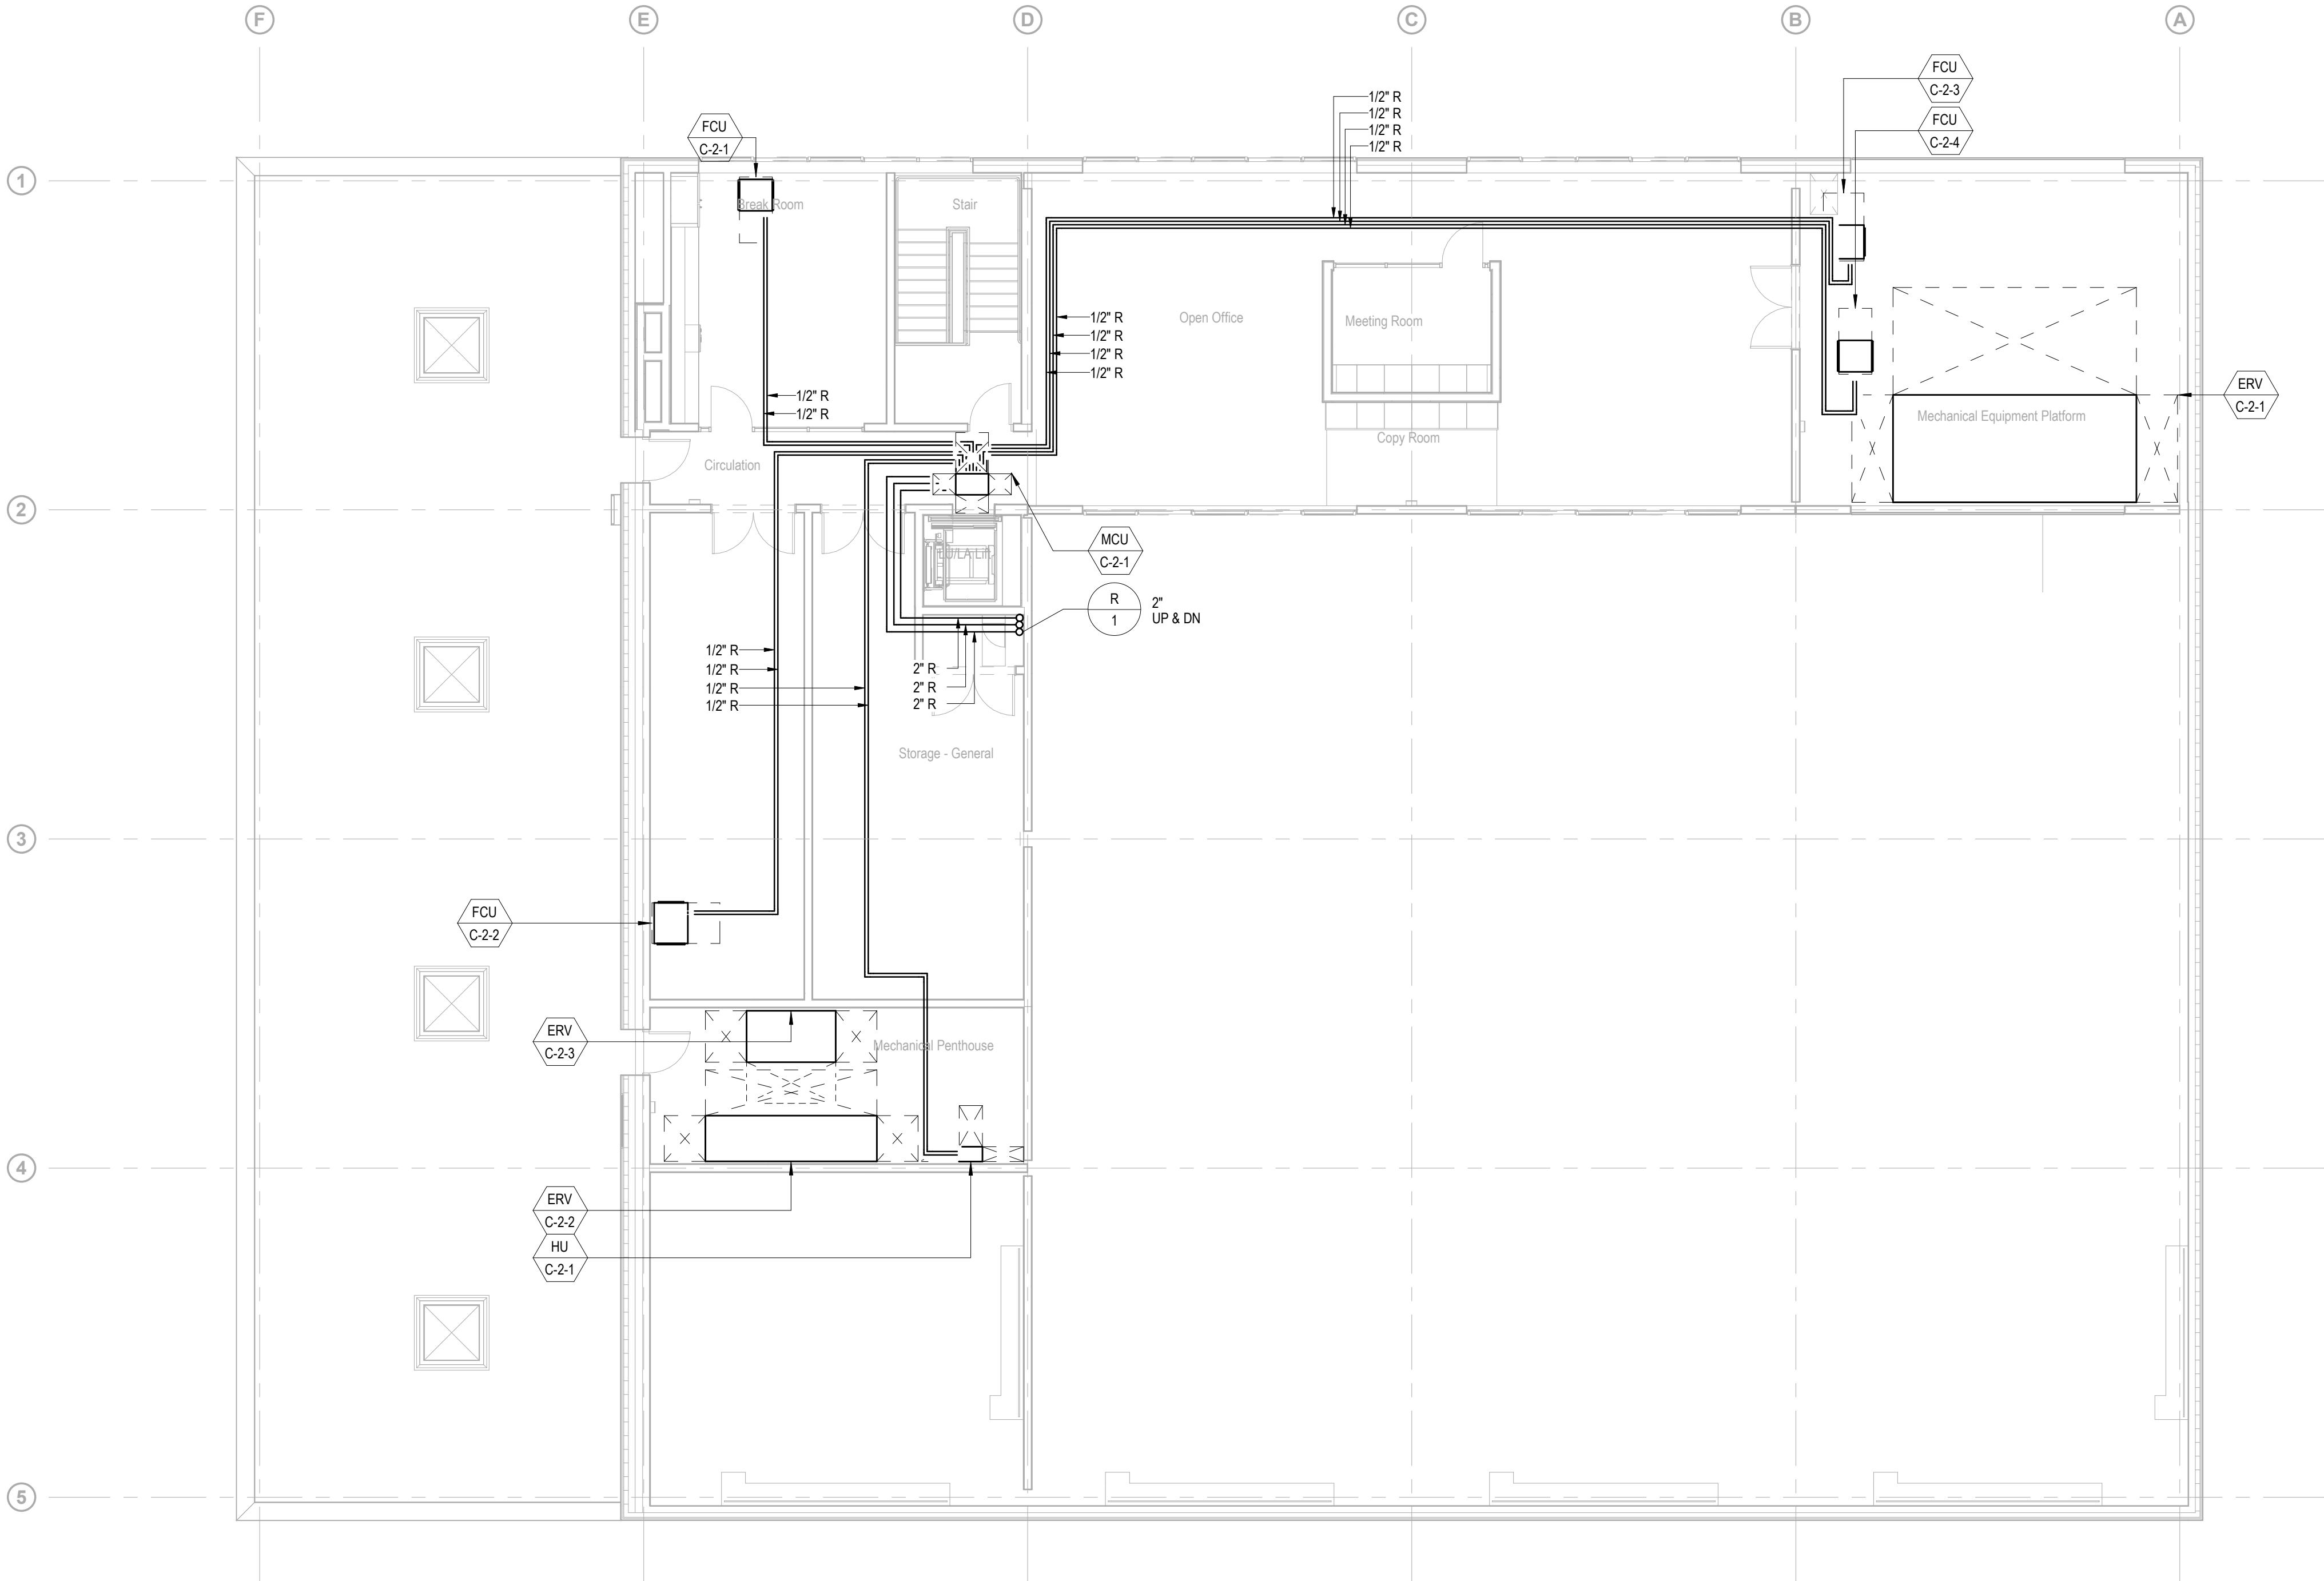 F
E
D
C
B
A
FCU
C-2-3
FCU
C-2-4
1/2" R
1/2" R
1/2" R
1/2" R
FCU
C-2-1
1
Break Room
Stair
Open Office
Meeting Room
1/2" R
1/2" R
1/2" R
1/2" R
1/2" R
1/2" R
ERV
C-2-1
Mechanical Equipment Platform
Copy Room
Circulation
2
MCU
C-2-1
LU/LA Lift
R
1
2"
UP & DN
1/2" R
1/2" R
1/2" R
1/2" R
2" R
2" R
2" R
Storage - General
3
FCU
C-2-2
ERV
C-2-3
Mechanical Penthouse
4
ERV
C-2-2
HU
C-2-1
5